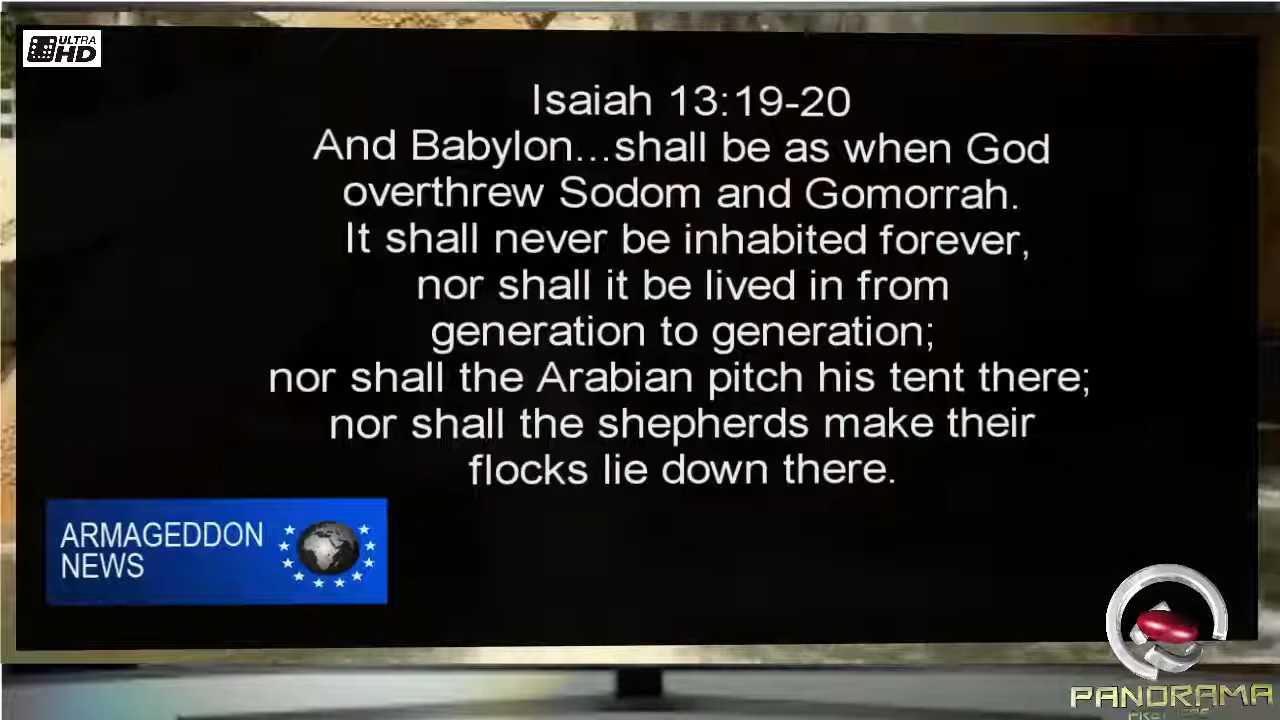 ULTRA
HD
Isaiah 13:19-20
And Babylon...shall be as when God
overthrew Sodom and Gomorrah.
It shall never be inhabited forever,
nor shall it be lived in from
generation to generation;
nor shall the Arabian pitch his tent there;
nor shall the shepherds make their
flocks lie down there.
ARMAGEDDON
NEWS
PANORAMA